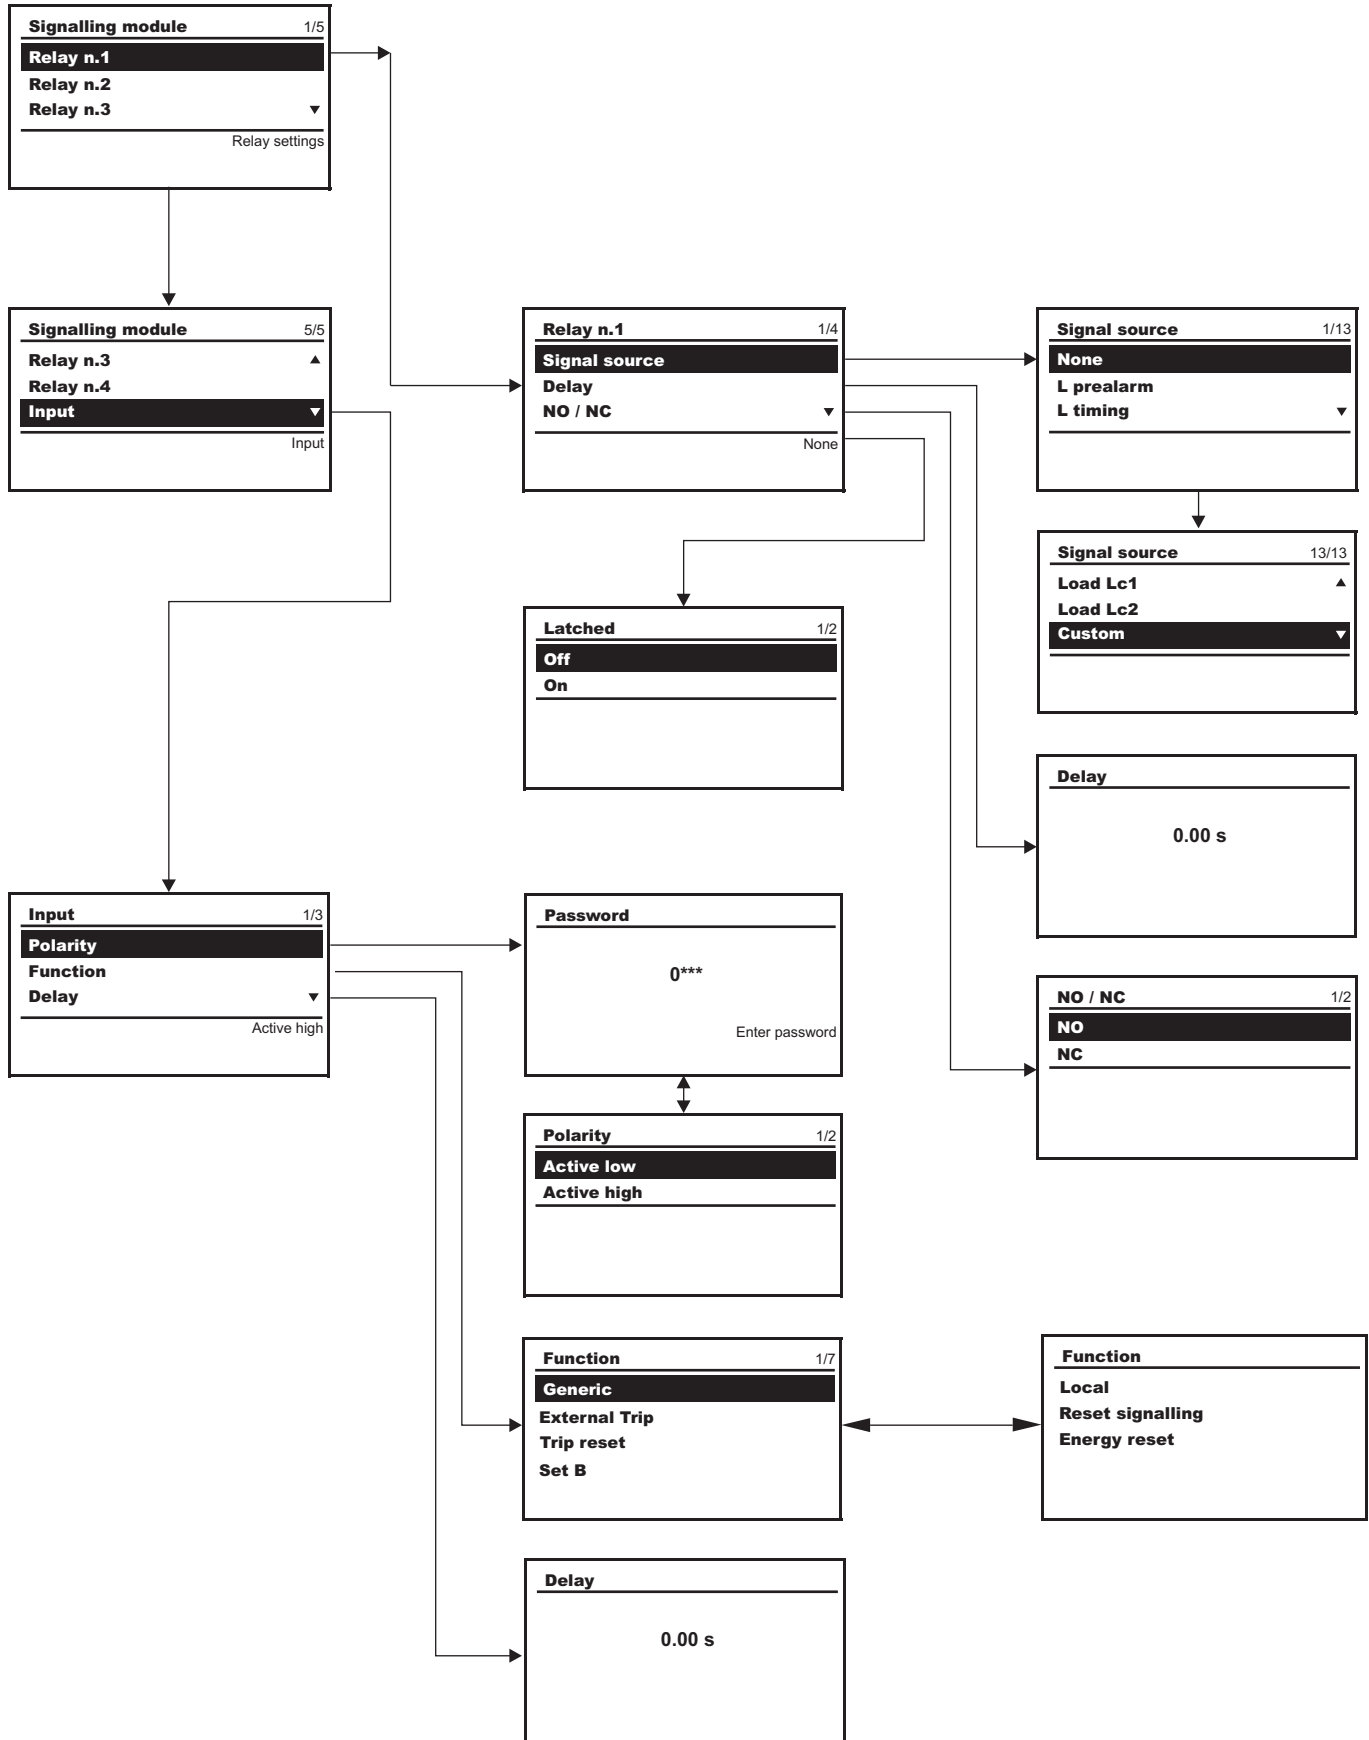 Signalling module 1/5
Relay n.1
Relay n.2
Relay n.3 ▼
Relay settings
Signalling module 5/5
Relay n.3 ▲
Relay n.4
Input ▼
Input
Relay n.1 1/4
Signal source
Delay
NO / NC ▼
None
Signal source 1/13
None
L prealarm
L timing ▼
Signal source 13/13
Load Lc1 ▲
Load Lc2
Custom ▼
Latched 1/2
Off
On
Delay
0.00 s
Input 1/3
Polarity
Function
Delay ▼
Active high
Password
0***
Enter password
NO / NC 1/2
NO
NC
Polarity 1/2
Active low
Active high
Function 1/7
Generic
External Trip
Trip reset
Set B
Function
Local
Reset signalling
Energy reset
Delay
0.00 s